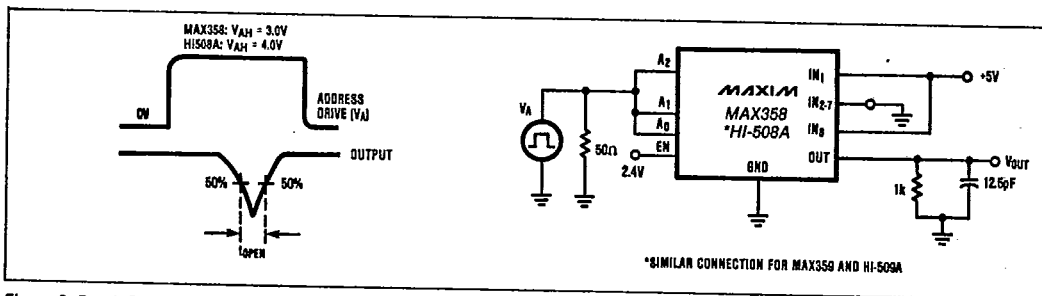 MAX358: VAH = 3.0V
HI508A: VAH = 4.0V
0V
ADDRESS
DRIVE (VA)
OUTPUT
50%
50%
tOPEN
VA
50Ω
A2
A1
A0
EN
2.4V
MAXIM
MAX358
*HI-508A
GND
IN1
IN2-7
IN8
OUT
+5V
VOUT
1k
12.5pF
*SIMILAR CONNECTION FOR MAX359 AND HI-509A